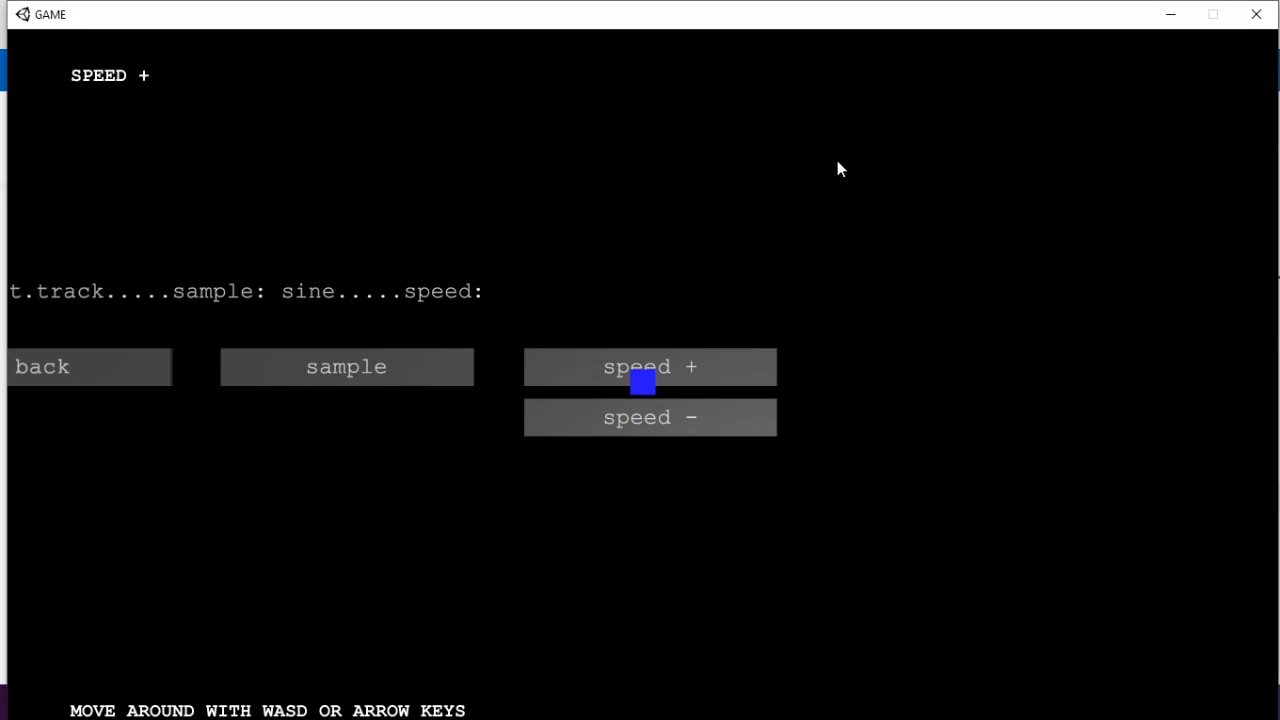 GAME
SPEED +
t.track.....sample: sine.....speed:
back
sample
speed +
speed -
MOVE AROUND WITH WASD OR ARROW KEYS